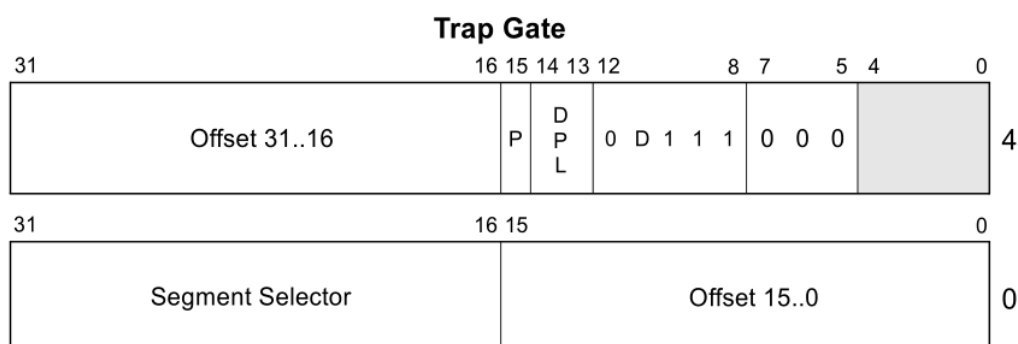 Trap Gate
31 16 15 14 13 12 8 7 5 4 0
Offset 31..16 P DPL 0 D 1 1 1 0 0 0 4
31 16 15 0
Segment Selector Offset 15..0 0